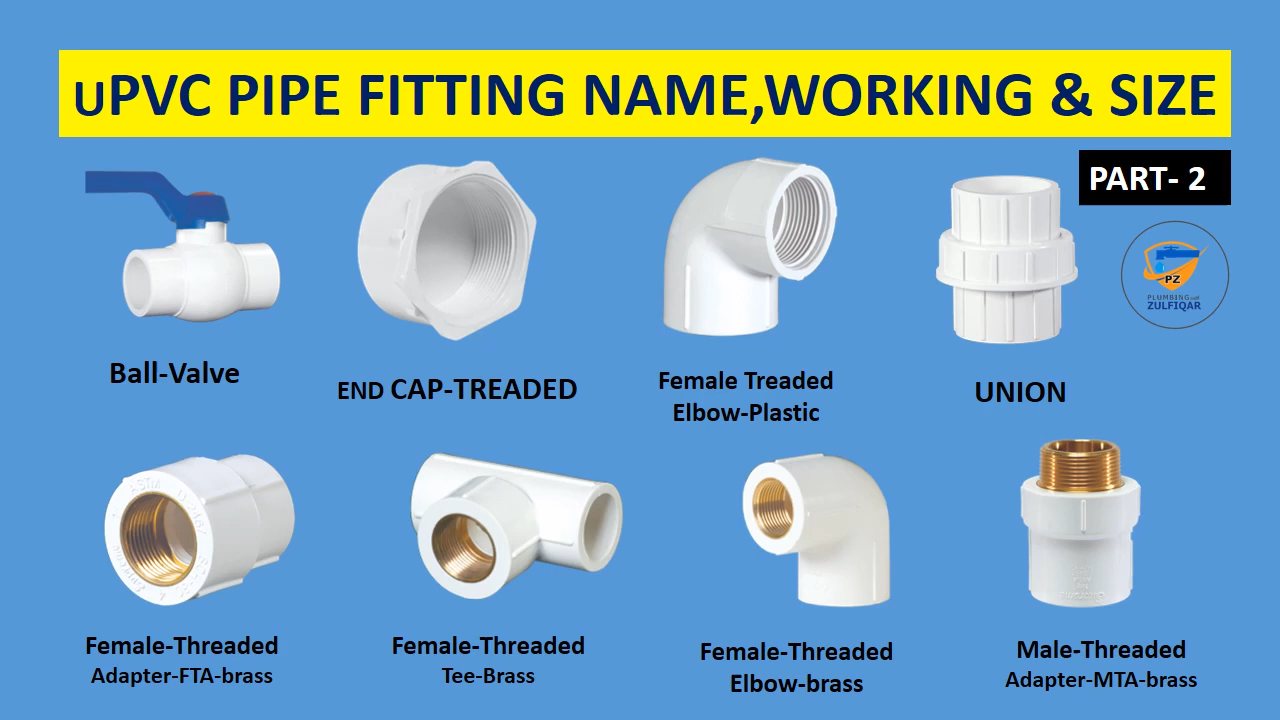 uPVC PIPE FITTING NAME,WORKING & SIZE
PART- 2
PZ
PLUMBING
ZULFIQAR
Ball-Valve
END CAP-TREADED
Female Treaded
Elbow-Plastic
UNION
Female-Threaded
Adapter-FTA-brass
Female-Threaded
Tee-Brass
Female-Threaded
Elbow-brass
Male-Threaded
Adapter-MTA-brass